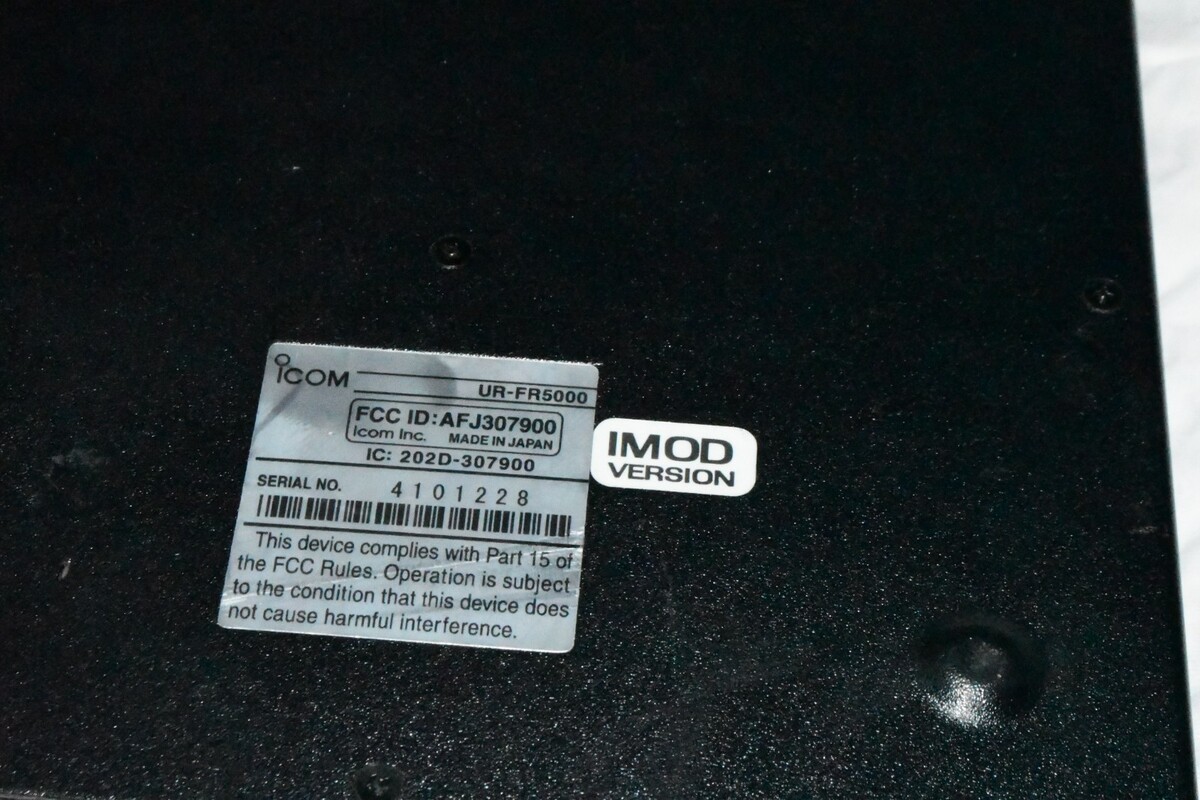 ICOM
UR-FR5000
FCC ID:AFJ307900
Icom Inc. MADE IN JAPAN
IC: 202D-307900
SERIAL NO. 4101228
This device complies with Part 15 of
the FCC Rules. Operation is subject
to the condition that this device does
not cause harmful interference.
IMOD
VERSION